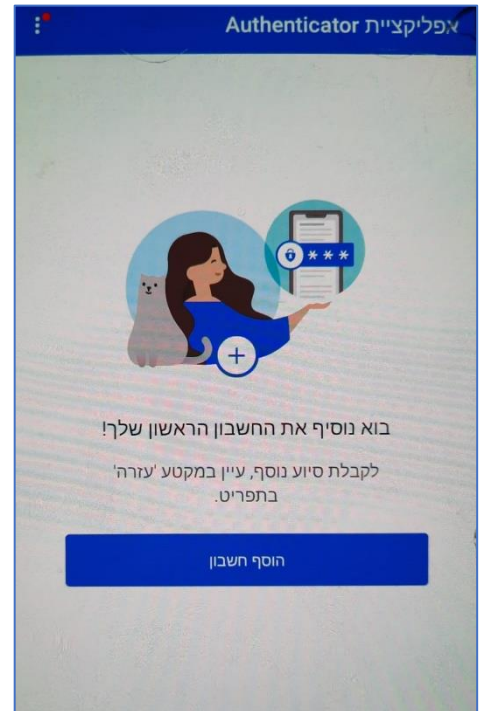 אפליקציית Authenticator
בוא נוסיף את החשבון הראשון שלך!
לקבלת סיוע נוסף, עיין במקטע 'עזרה'
בתפריט.
הוסף חשבון